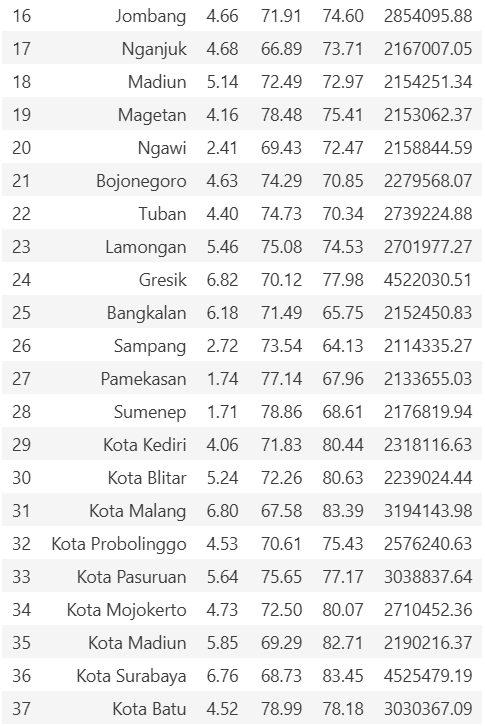 16 Jombang 4.66 71.91 74.60 2854095.88
17 Nganjuk 4.68 66.89 73.71 2167007.05
18 Madiun 5.14 72.49 72.97 2154251.34
19 Magetan 4.16 78.48 75.41 2153062.37
20 Ngawi 2.41 69.43 72.47 2158844.59
21 Bojonegoro 4.63 74.29 70.85 2279568.07
22 Tuban 4.40 74.73 70.34 2739224.88
23 Lamongan 5.46 75.08 74.53 2701977.27
24 Gresik 6.82 70.12 77.98 4522030.51
25 Bangkalan 6.18 71.49 65.75 2152450.83
26 Sampang 2.72 73.54 64.13 2114335.27
27 Pamekasan 1.74 77.14 67.96 2133655.03
28 Sumenep 1.71 78.86 68.61 2176819.94
29 Kota Kediri 4.06 71.83 80.44 2318116.63
30 Kota Blitar 5.24 72.26 80.63 2239024.44
31 Kota Malang 6.80 67.58 83.39 3194143.98
32 Kota Probolinggo 4.53 70.61 75.43 2576240.63
33 Kota Pasuruan 5.64 75.65 77.17 3038837.64
34 Kota Mojokerto 4.73 72.50 80.07 2710452.36
35 Kota Madiun 5.85 69.29 82.71 2190216.37
36 Kota Surabaya 6.76 68.73 83.45 4525479.19
37 Kota Batu 4.52 78.99 78.18 3030367.09